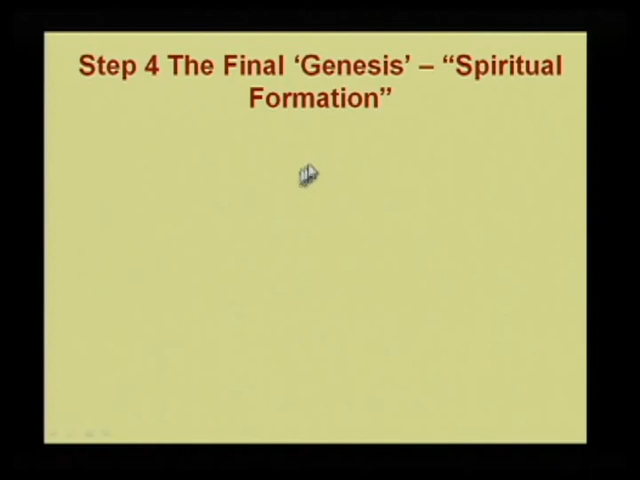 Step 4 The Final ‘Genesis’ – “Spiritual
Formation”